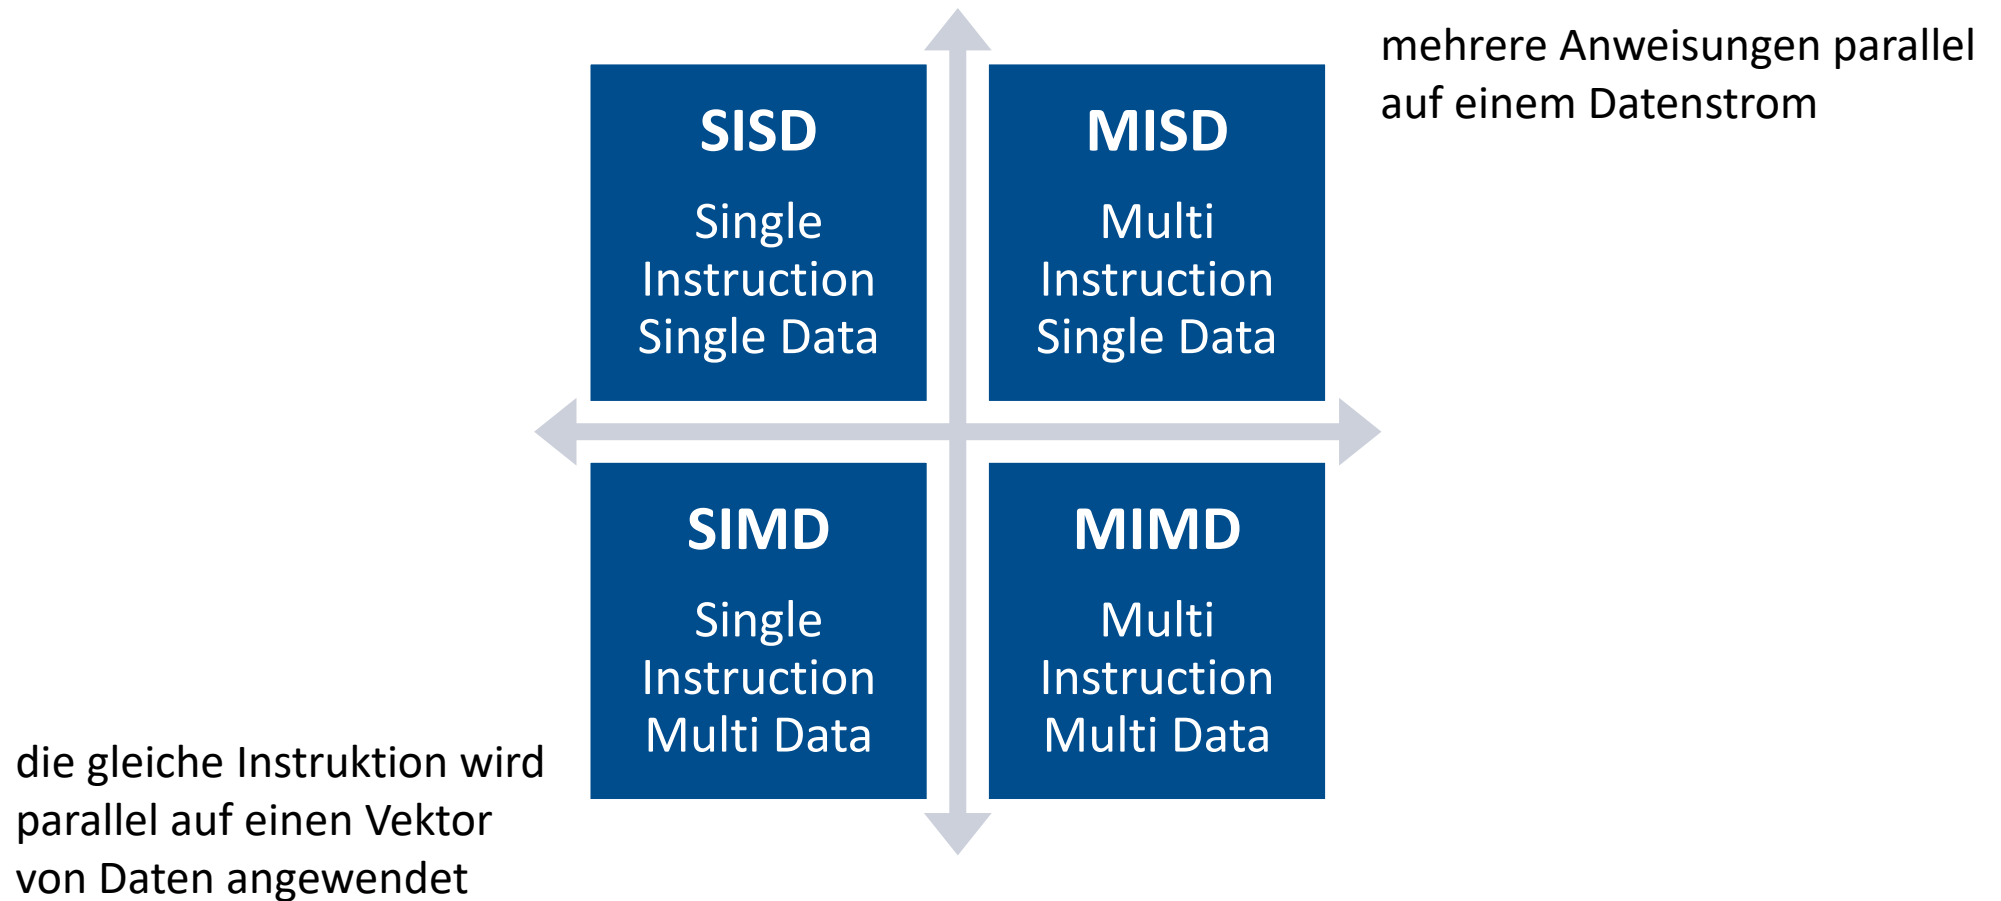 mehrere Anweisungen parallel
auf einem Datenstrom
SISD
Single
Instruction
Single Data
MISD
Multi
Instruction
Single Data
SIMD
Single
Instruction
Multi Data
MIMD
Multi
Instruction
Multi Data
die gleiche Instruktion wird
parallel auf einen Vektor
von Daten angewendet